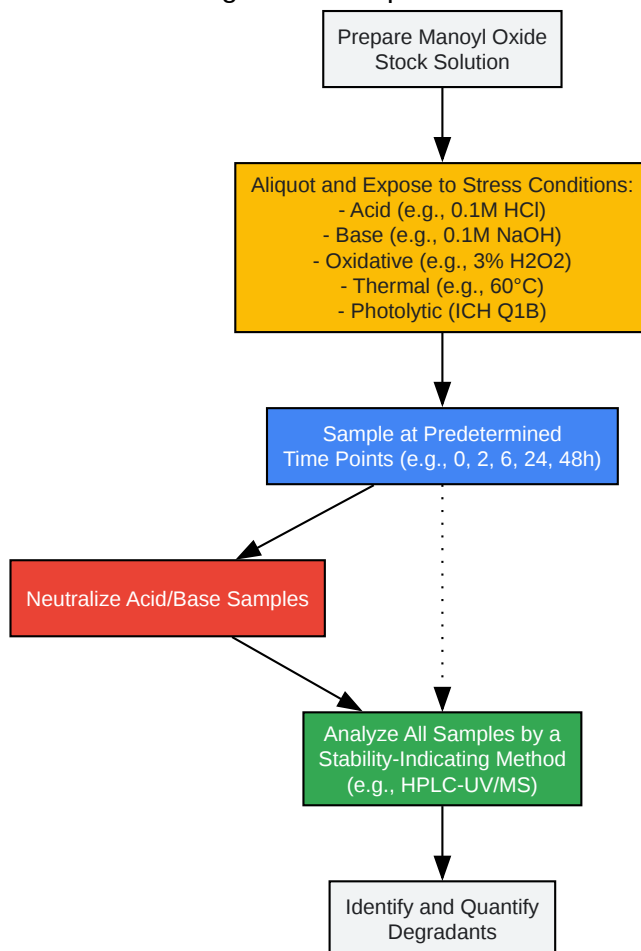 Prepare Manoyl Oxide
Stock Solution
Aliquot and Expose to Stress Conditions:
- Acid (e.g., 0.1M HCl)
- Base (e.g., 0.1M NaOH)
- Oxidative (e.g., 3% H2O2)
- Thermal (e.g., 60°C)
- Photolytic (ICH Q1B)
Sample at Predetermined
Time Points (e.g., 0, 2, 6, 24, 48h)
Neutralize Acid/Base Samples
Analyze All Samples by a
Stability-Indicating Method
(e.g., HPLC-UV/MS)
Identify and Quantify
Degradants